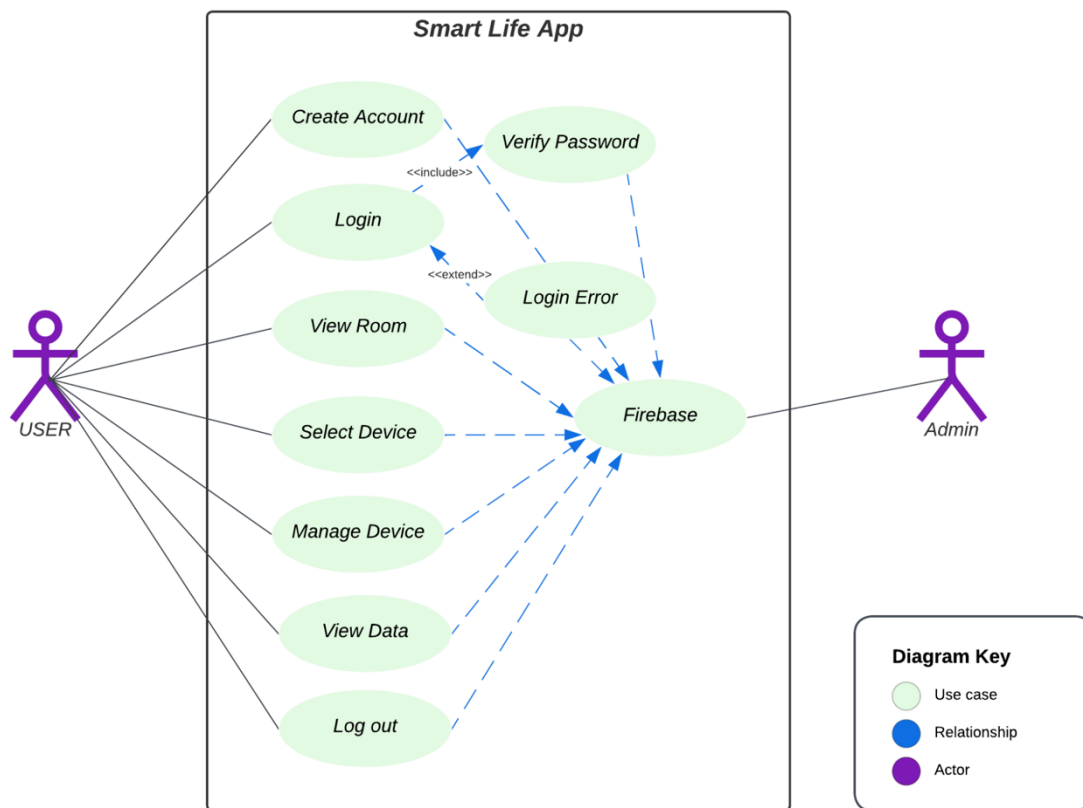 Smart Life App
Create Account
Verify Password
<<include>>
Login
<<extend>>
Login Error
View Room
Firebase
USER
Select Device
Admin
Manage Device
View Data
Log out
Diagram Key
Use case
Relationship
Actor